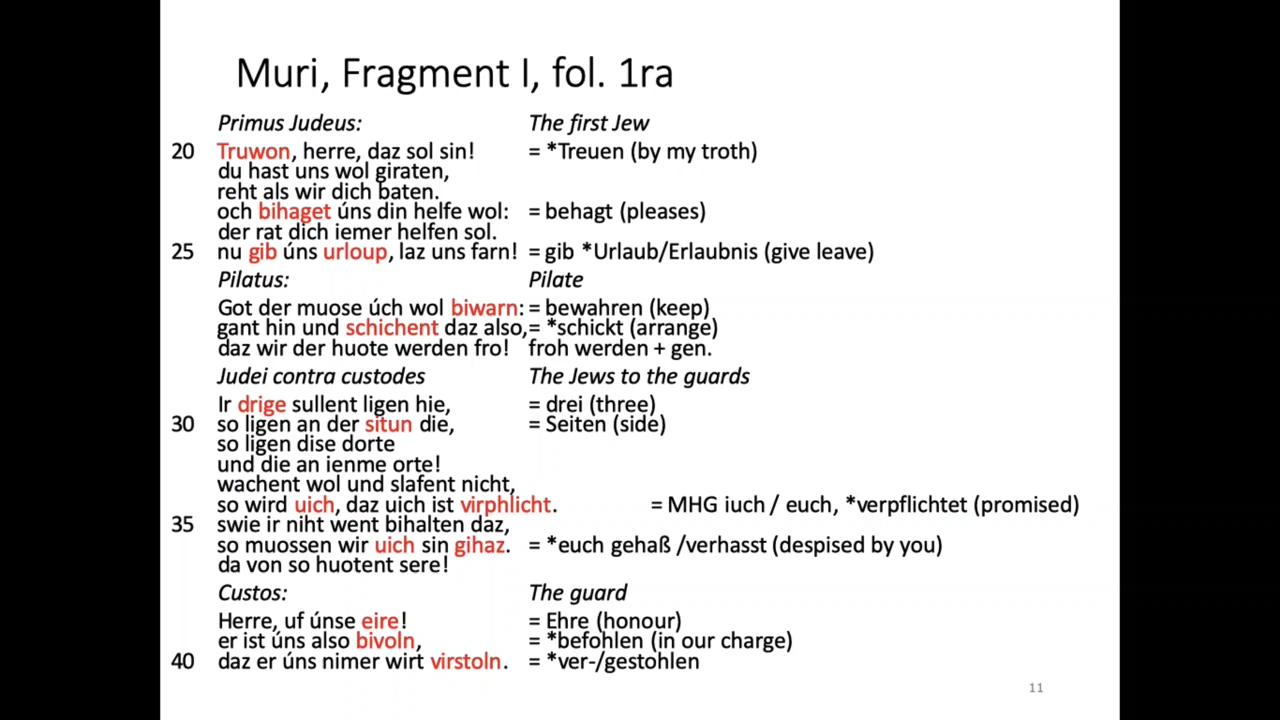 Muri, Fragment I, fol. 1ra
Primus Judeus: The first Jew
20 Truwon, herre, daz sol sin! = *Treuen (by my troth)
du hast uns wol giraten,
reht als wir dich baten.
och bihaget úns din helfe wol: = behagt (pleases)
der rat dich iemer helfen sol.
25 nu gib úns urloup, laz uns farn! = gib *Urlaub/Erlaubnis (give leave)
Pilatus: Pilate
Got der muose úch wol biwarn: = bewahren (keep)
gant hin und schichent daz also, = *schickt (arrange)
daz wir der huote werden fro! froh werden + gen.
Judei contra custodes The Jews to the guards
Ir drige sullent ligen hie, = drei (three)
30 so ligen an der situn die, = Seiten (side)
so ligen dise dorte
und die an ienme orte!
wachent wol und slafent nicht,
so wird uich, daz uich ist virphlicht. = MHG iuch / euch, *verpflichtet (promised)
35 swie ir niht went bihalten daz,
so muossen wir uich sin gihaz. = *euch gehaß /verhasst (despised by you)
da von so huotent sere!
Custos: The guard
Herre, uf únse eire! = Ehre (honour)
er ist úns also bivoln, = *befohlen (in our charge)
40 daz er úns nimer wirt virstoln. = *ver-/gestohlen
11